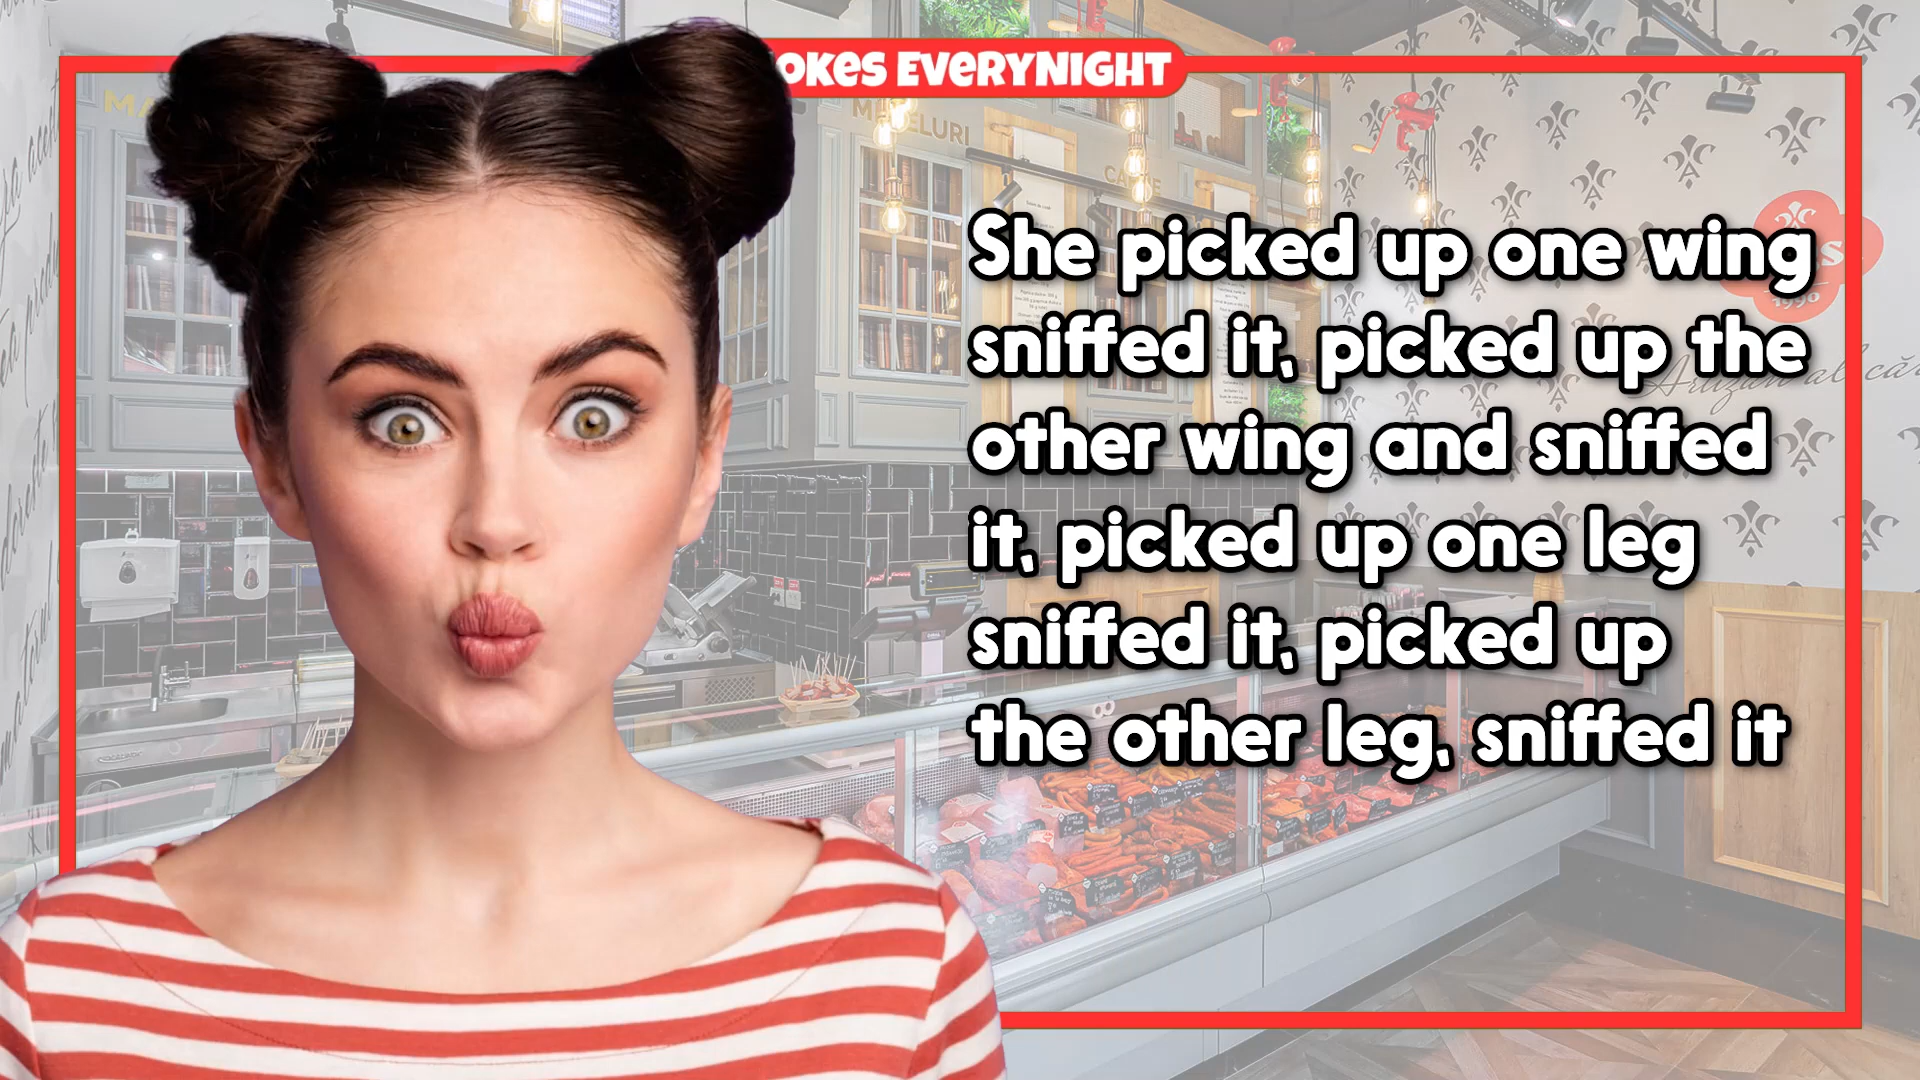 OKES EVERYNIGHT
She picked up one wing
sniffed it, picked up the
other wing and sniffed
it, picked up one leg
sniffed it, picked up
the other leg, sniffed it
1990